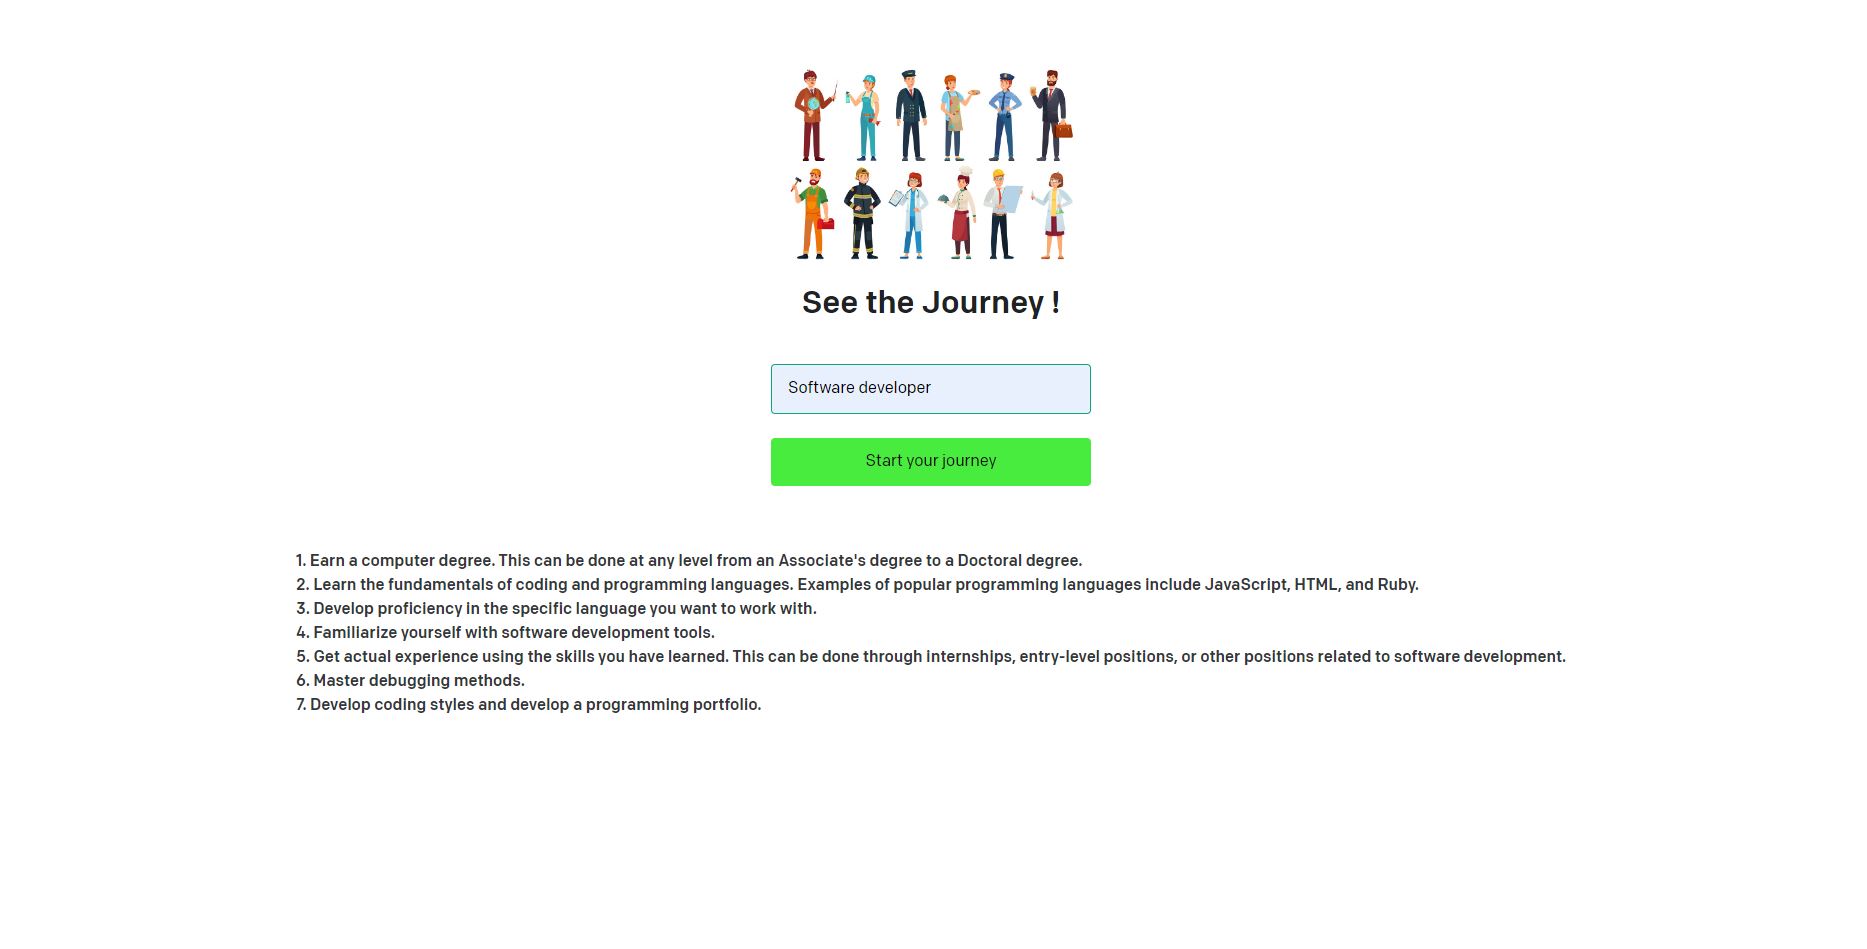 See the Journey !
Software developer
Start your journey
1. Earn a computer degree. This can be done at any level from an Associate's degree to a Doctoral degree.
2. Learn the fundamentals of coding and programming languages. Examples of popular programming languages include JavaScript, HTML, and Ruby.
3. Develop proficiency in the specific language you want to work with.
4. Familiarize yourself with software development tools.
5. Get actual experience using the skills you have learned. This can be done through internships, entry-level positions, or other positions related to software development.
6. Master debugging methods.
7. Develop coding styles and develop a programming portfolio.